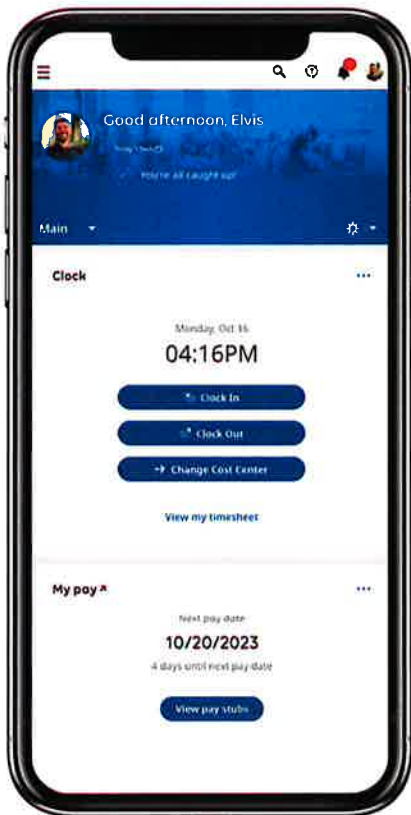 Good afternoon, Elvis
You're all caught up!
Main
Clock
Monday, Oct 16
04:16PM
Clock In
Clock Out
Change Cost Center
View my timesheet
My pay
Next pay date
10/20/2023
4 days until next pay date
View pay stubs